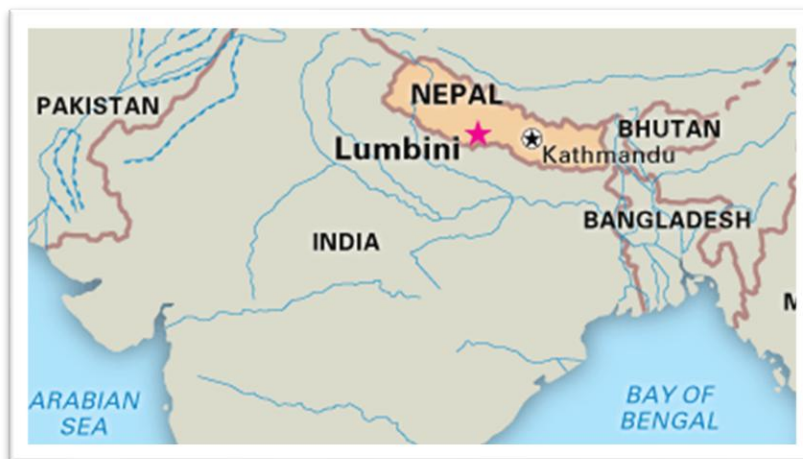 PAKISTAN
NEPAL
BHUTAN
Lumbini
Kathmandu
BANGLADESH
INDIA
ARABIAN
SEA
BAY OF
BENGAL
M